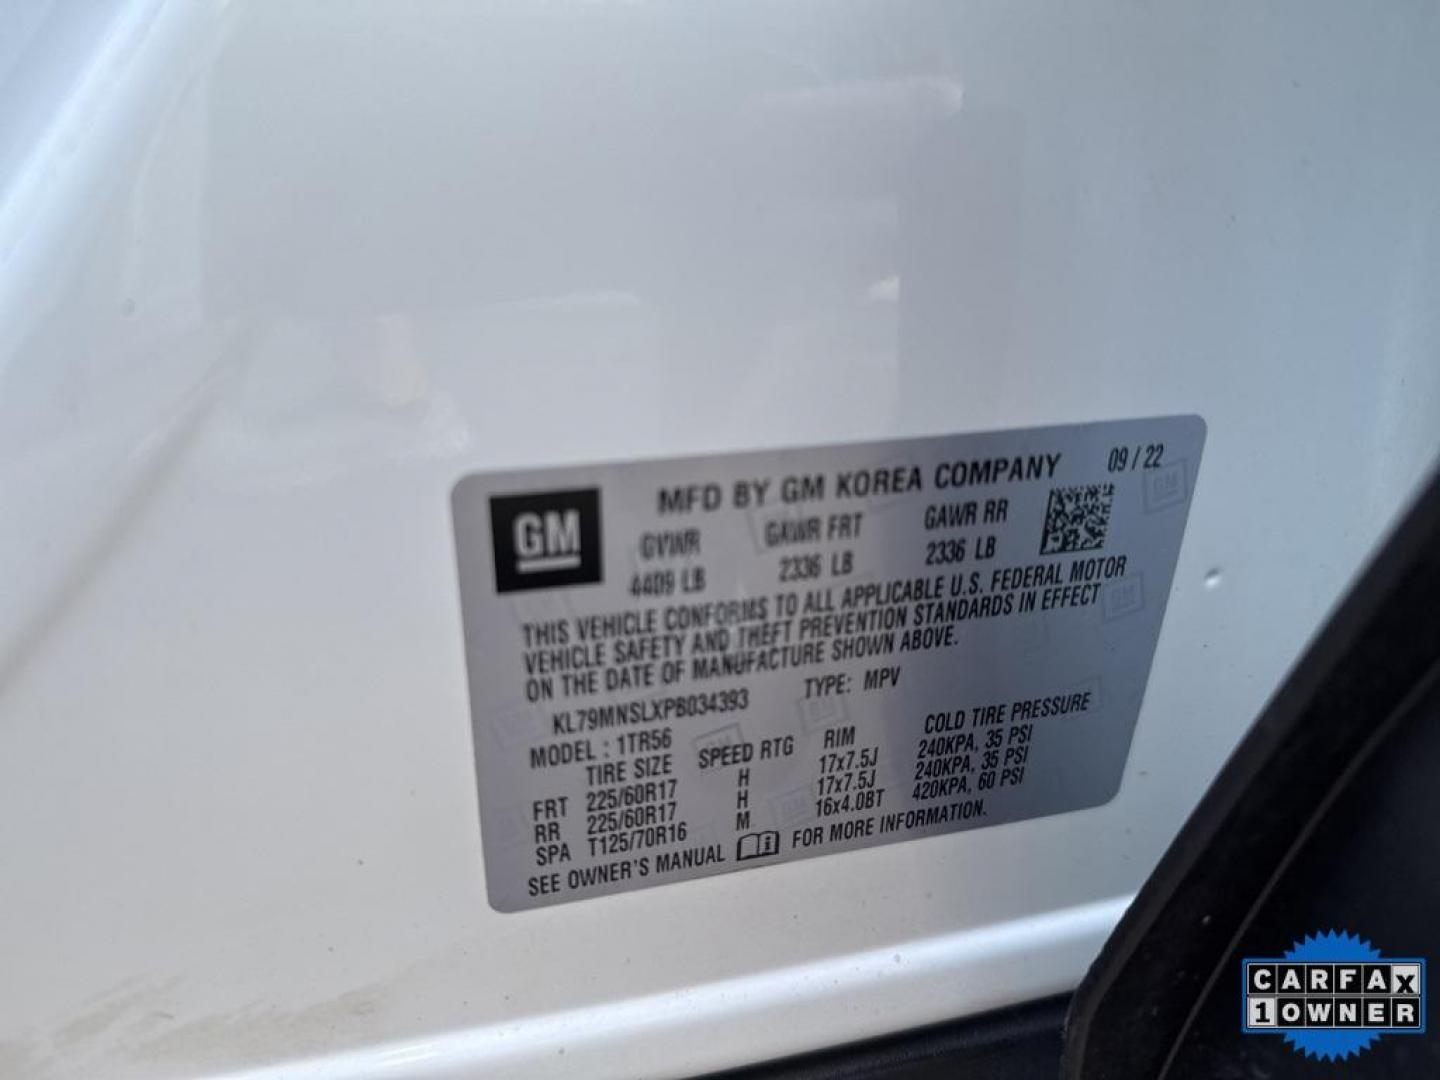 MFD BY GM KOREA COMPANY 09 / 22
GM
GVWR GAWR FRT GAWR RR
4409 LB 2336 LB 2336 LB
THIS VEHICLE CONFORMS TO ALL APPLICABLE U.S. FEDERAL MOTOR
VEHICLE SAFETY AND THEFT PREVENTION STANDARDS IN EFFECT
ON THE DATE OF MANUFACTURE SHOWN ABOVE.
KL79MNSLXPB034393 TYPE: MPV
MODEL : 1TR56
TIRE SIZE SPEED RTG RIM COLD TIRE PRESSURE
FRT 225/60R17 H 17x7.5J 240KPA, 35 PSI
RR 225/60R17 H 17x7.5J 240KPA, 35 PSI
SPA T125/70R16 M 16x4.0BT 420KPA, 60 PSI
SEE OWNER'S MANUAL FOR MORE INFORMATION.
CARFAX
1 OWNER